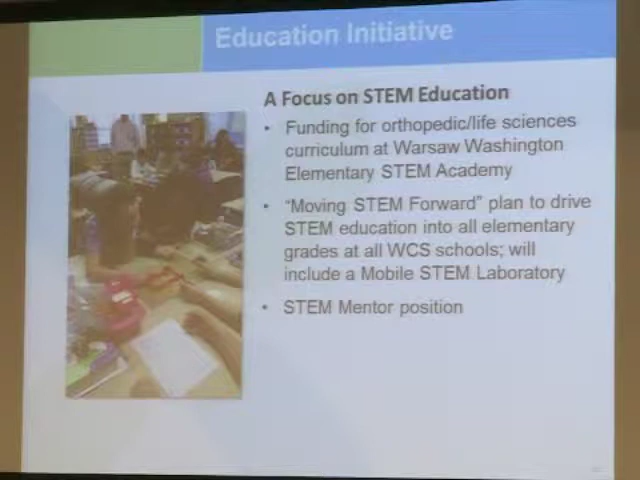 Education Initiative
A Focus on STEM Education
• Funding for orthopedic/life sciences
curriculum at Warsaw Washington
Elementary STEM Academy
• "Moving STEM Forward" plan to drive
STEM education into all elementary
grades at all WCS schools; will
include a Mobile STEM Laboratory
• STEM Mentor position